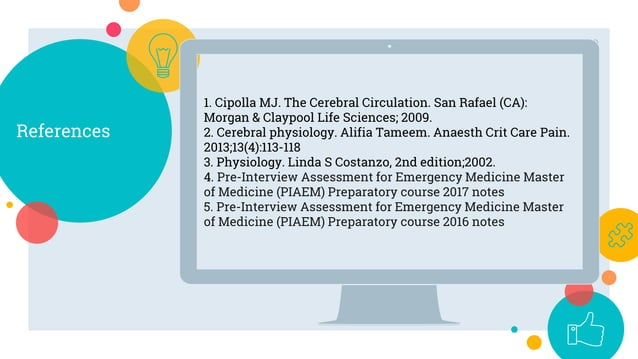 References
1. Cipolla MJ. The Cerebral Circulation. San Rafael (CA):
Morgan & Claypool Life Sciences; 2009.
2. Cerebral physiology. Alifia Tameem. Anaesth Crit Care Pain.
2013;13(4):113-118
3. Physiology. Linda S Costanzo, 2nd edition;2002.
4. Pre-Interview Assessment for Emergency Medicine Master
of Medicine (PIAEM) Preparatory course 2017 notes
5. Pre-Interview Assessment for Emergency Medicine Master
of Medicine (PIAEM) Preparatory course 2016 notes